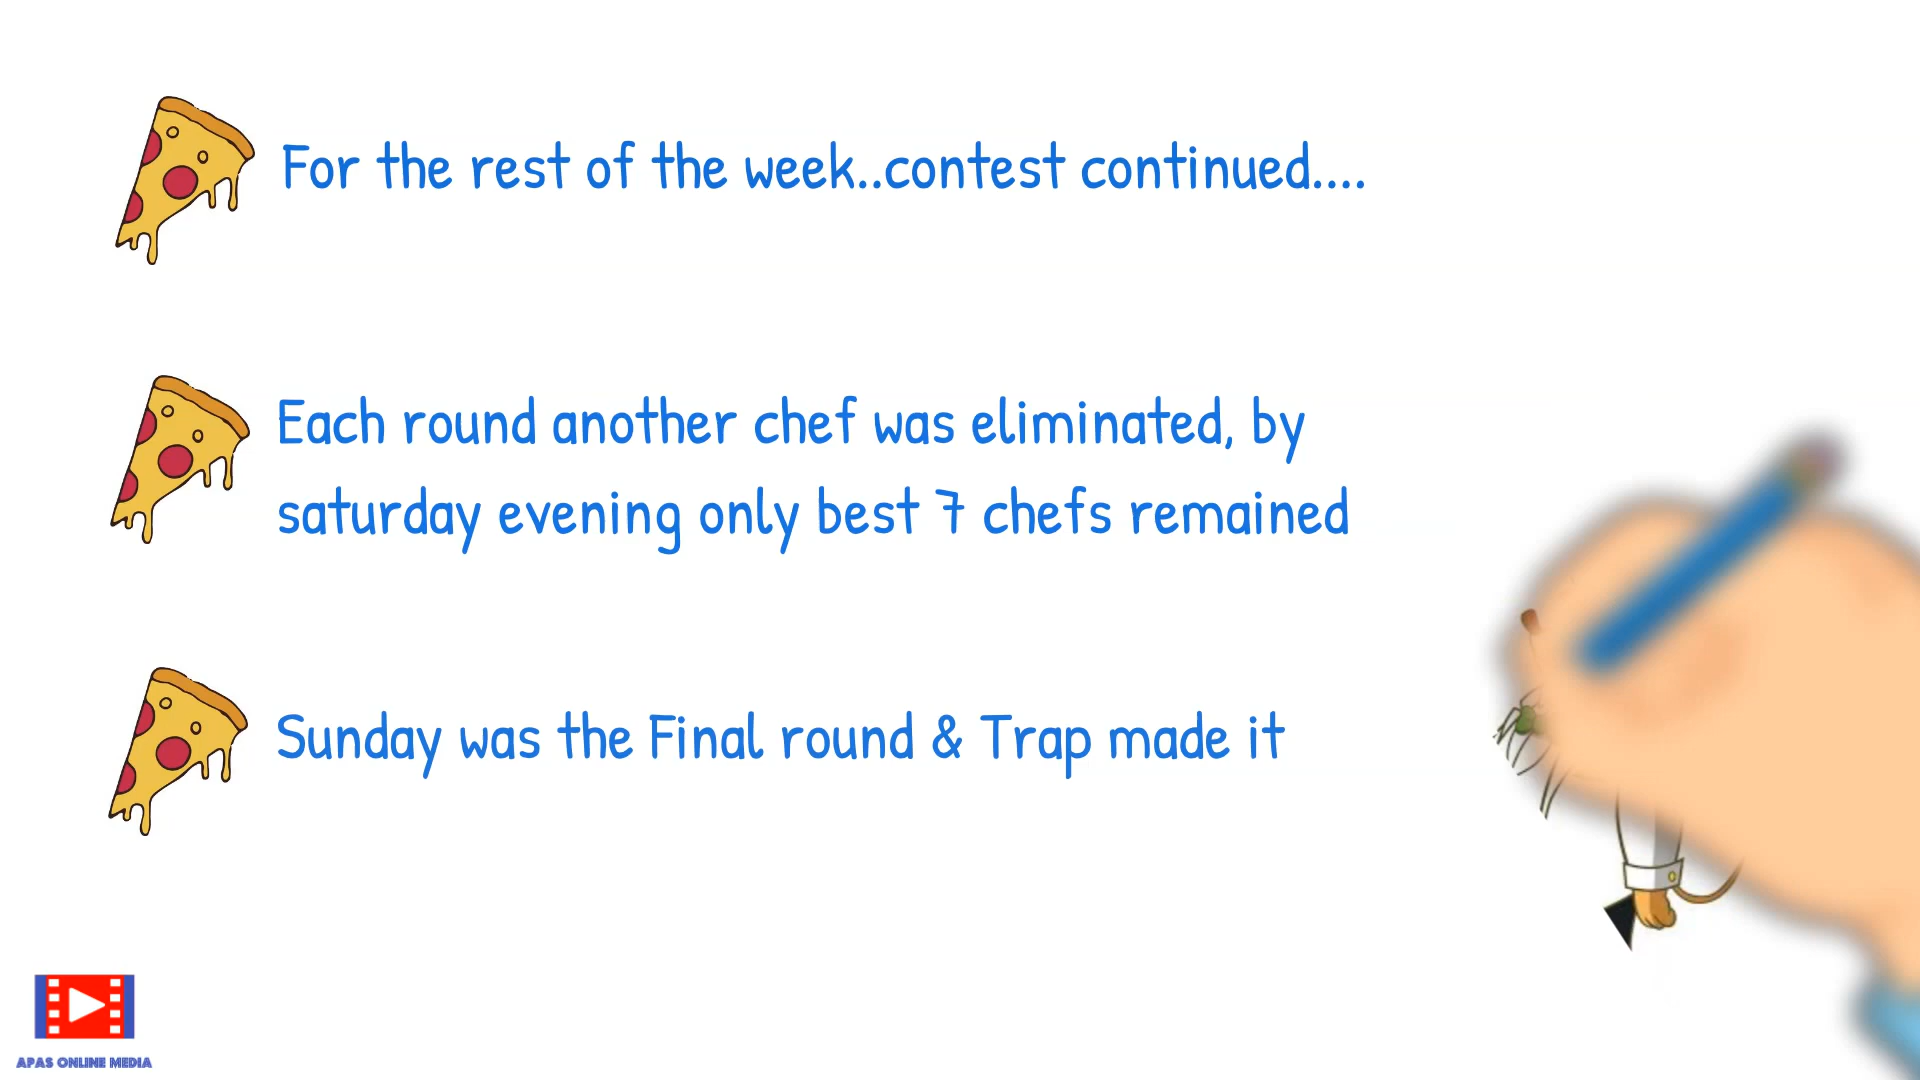 For the rest of the week..contest continued....
Each round another chef was eliminated, by
saturday evening only best 7 chefs remained
Sunday was the Final round & Trap made it
APAS ONLINE MEDIA